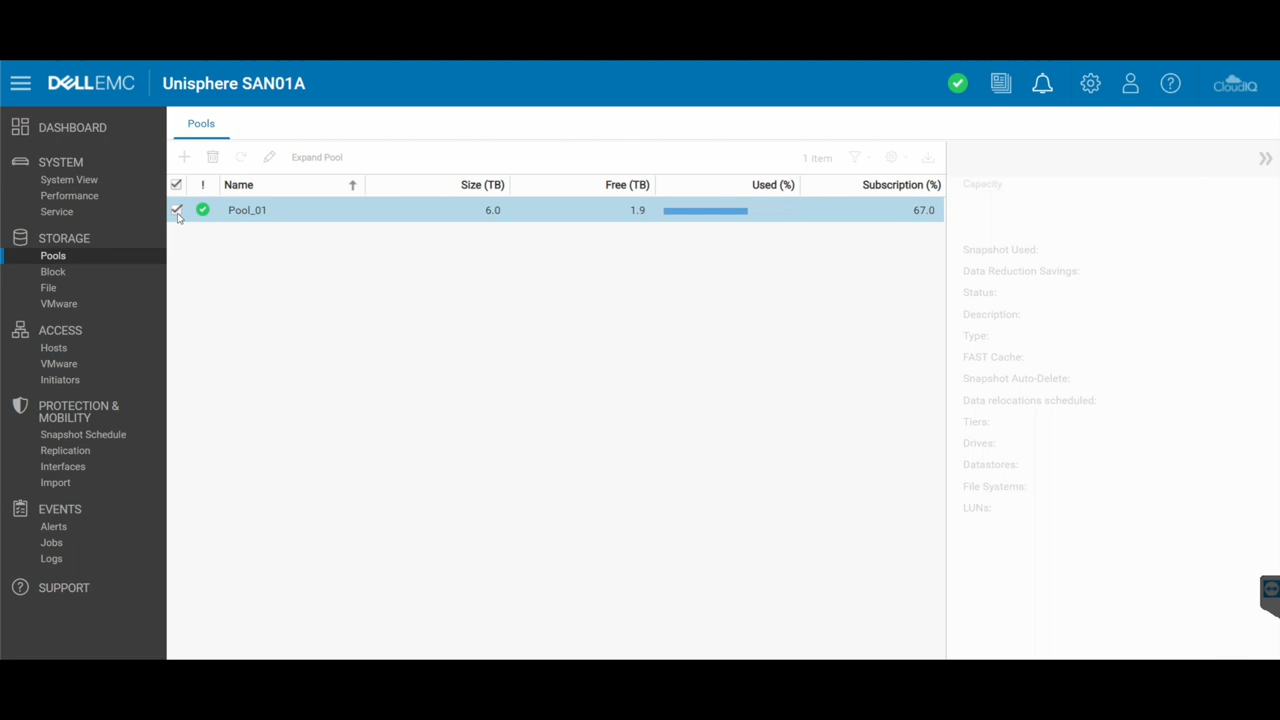 DELLEMC
Unisphere SAN01A
CloudIQ
DASHBOARD
SYSTEM
System View
Performance
Service
STORAGE
Pools
Block
File
VMware
ACCESS
Hosts
VMware
Initiators
PROTECTION &
MOBILITY
Snapshot Schedule
Replication
Interfaces
Import
EVENTS
Alerts
Jobs
Logs
SUPPORT
Pools
Expand Pool
1 Item
! Name Size (TB) Free (TB) Used (%) Subscription (%)
Pool_01 6.0 1.9 67.0
Capacity
Snapshot Used:
Data Reduction Savings:
Status:
Description:
Type:
FAST Cache:
Snapshot Auto-Delete:
Data relocations scheduled:
Tiers:
Drives:
Datastores:
File Systems:
LUNs: